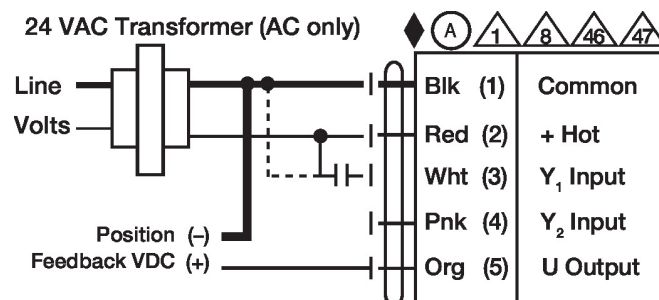 24 VAC Transformer (AC only)
A 1 8 46 47
Line
Volts
Blk (1) Common
Red (2) + Hot
Wht (3) Y₁ Input
Pnk (4) Y₂ Input
Org (5) U Output
Position (–)
Feedback VDC (+)